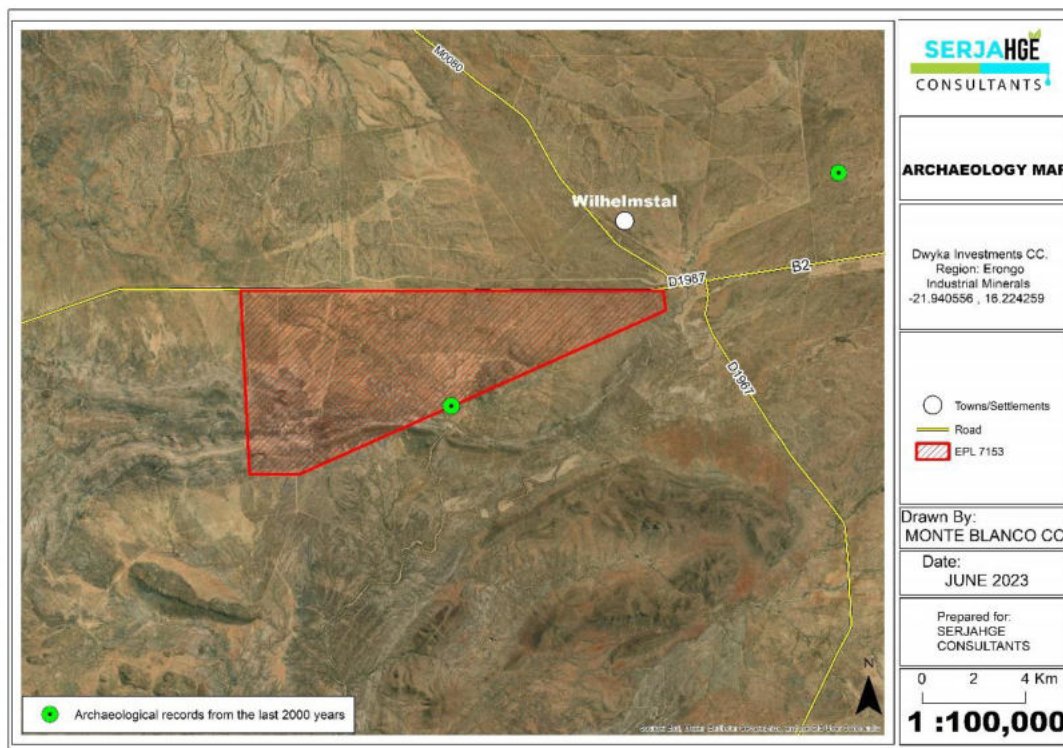 M0060
Wilhelmstal
D1987
B2
D1967
Archaeological records from the last 2000 years
SERJAHGE
CONSULTANTS
ARCHAEOLOGY MAP
Dwyka Investments CC.
Region: Erongo
Industrial Minerals
-21.940556 , 16.224259
Towns/Settlements
Road
EPL 7153
Drawn By:
MONTE BLANCO CC
Date:
JUNE 2023
Prepared for:
SERJAHGE
CONSULTANTS
N
0 2 4 Km
1 :100,000